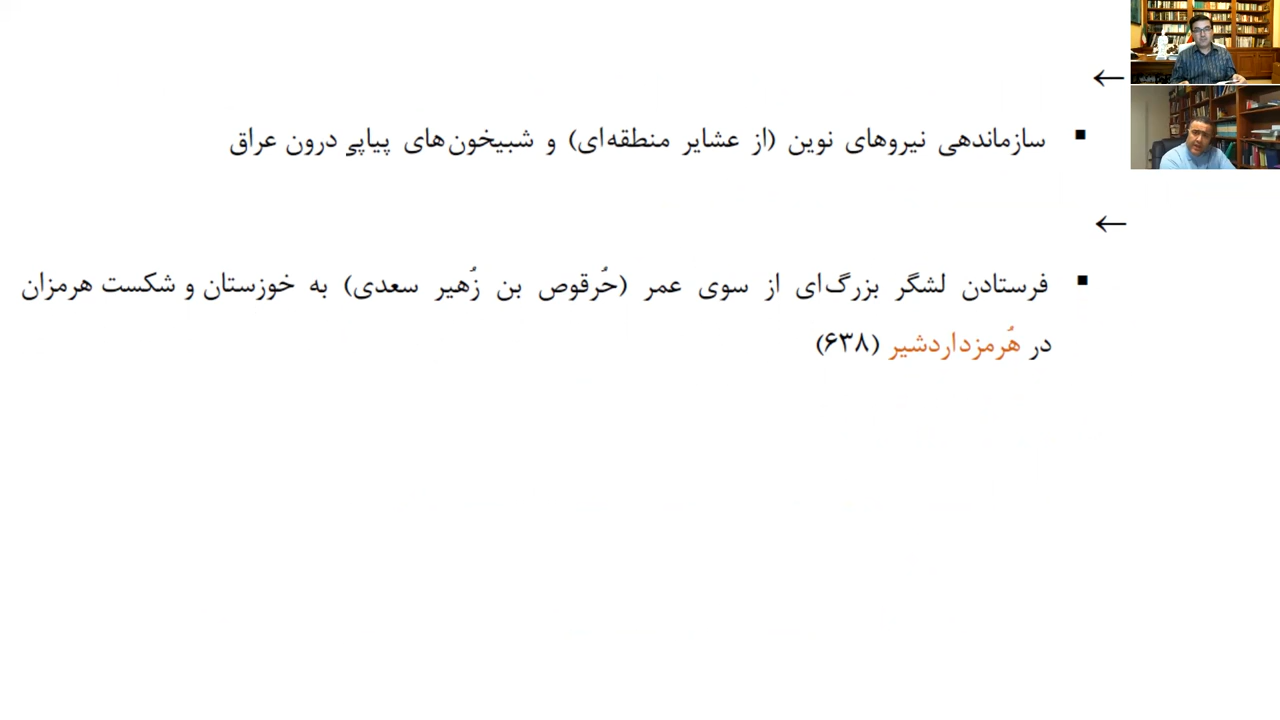 ←
▪ سازماندهی نیروهای نوین (از عشایر منطقه‌ای) و شبیخون‌های پیاپی درون عراق
←
▪ فرستادن لشگر بزرگ‌ای از سوی عمر (حُرقوص بن زُهیر سعدی) به خوزستان و شکست هرمزان
در هُرمزداردشیر (۶۳۸)